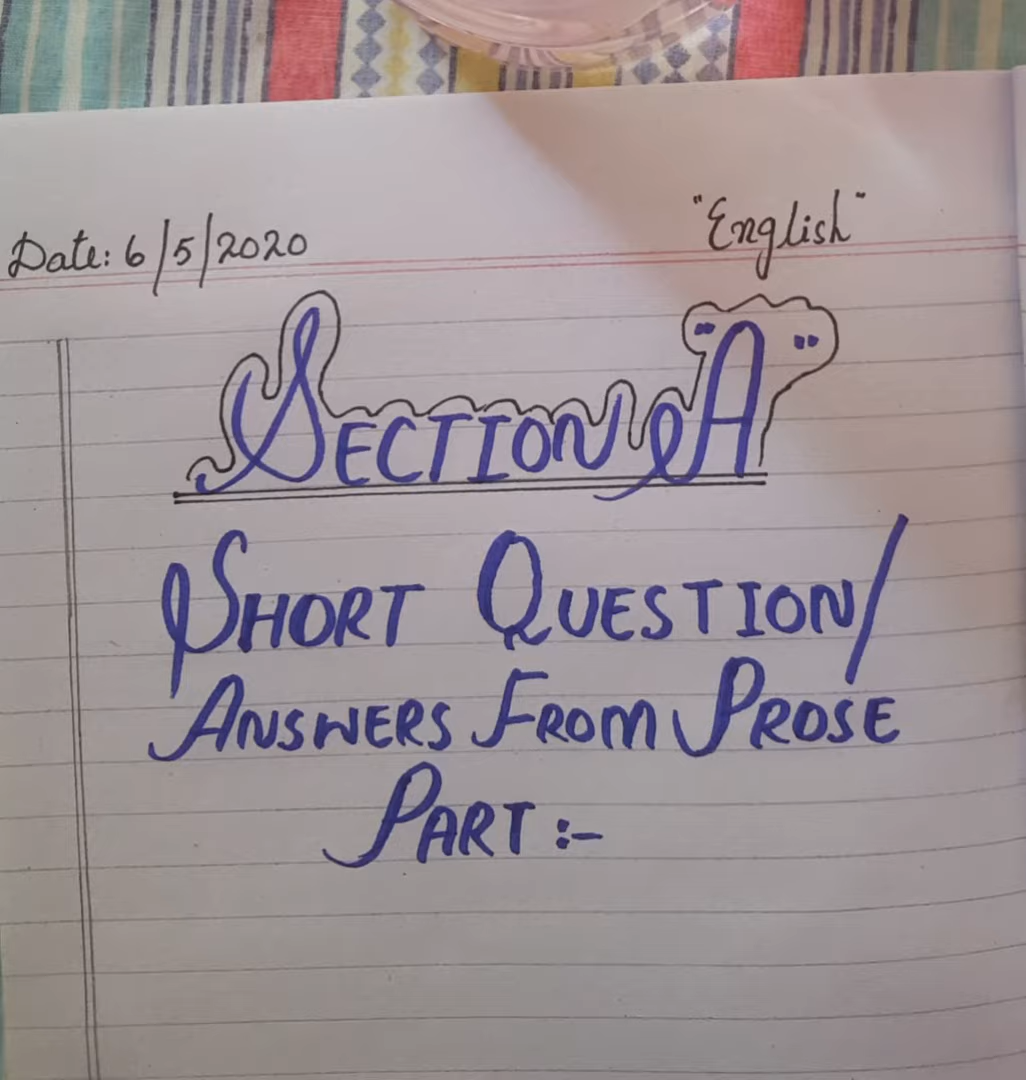 Date: 6/5/2020 "English"
SECTION "A"
SHORT QUESTION/
ANSWERS FROM PROSE
PART :-